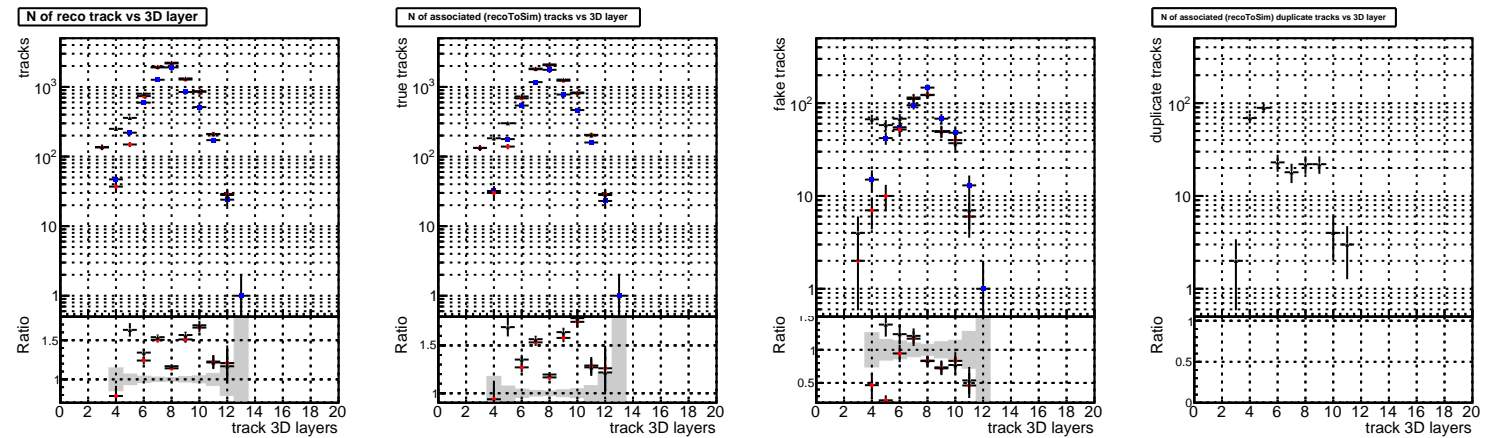 N of reco track vs 3D layer
tracks
10³
10²
10
1
Ratio
1.5
1
0 2 4 6 8 10 12 14 16 18 20
track 3D layers
N of associated (recoToSim) tracks vs 3D layer
true tracks
10³
10²
10
1
Ratio
1.5
1
0 2 4 6 8 10 12 14 16 18 20
track 3D layers
fake tracks
10²
10
1
Ratio
1.5
1
0.5
0 2 4 6 8 10 12 14 16 18 20
track 3D layers
N of associated (recoToSim) duplicate tracks vs 3D layer
duplicate tracks
10²
10
1
Ratio
1
0.5
0
0 2 4 6 8 10 12 14 16 18 20
track 3D layers